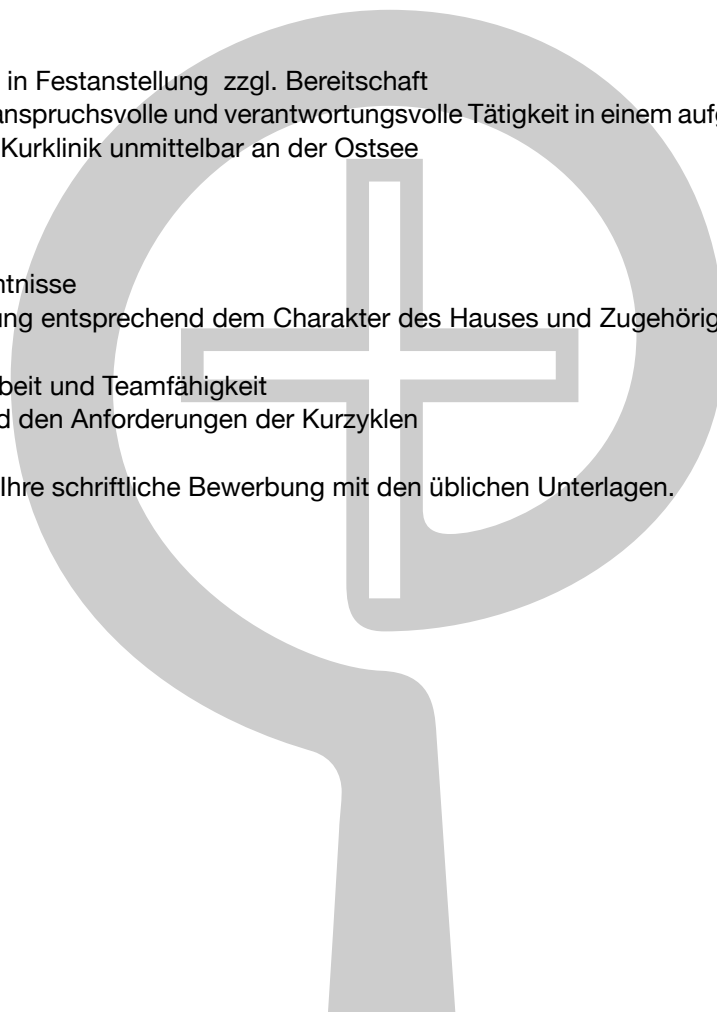 in Festanstellung zzgl. Bereitschaft
anspruchsvolle und verantwortungsvolle Tätigkeit in einem auf
Kurklinik unmittelbar an der Ostsee
ntnisse
ung entsprechend dem Charakter des Hauses und Zugehörig
beit und Teamfähigkeit
d den Anforderungen der Kurzyklen
Ihre schriftliche Bewerbung mit den üblichen Unterlagen.